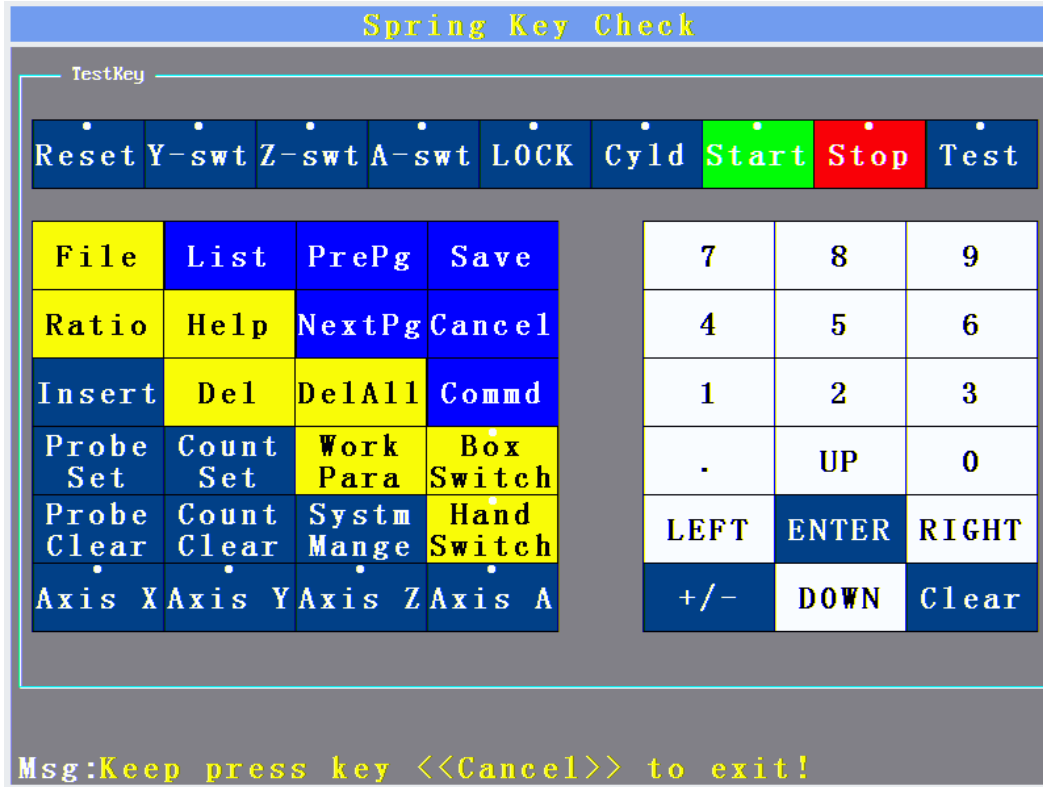 Spring Key Check
TestKey
Reset Y-swt Z-swt A-swt LOCK Cyld Start Stop Test
File List PrePg Save 7 8 9
Ratio Help NextPg Cancel 4 5 6
Insert Del DelAll Commd 1 2 3
Probe Count Work Box
Set Set Para Switch . UP 0
Probe Count Systm Hand
Clear Clear Mange Switch LEFT ENTER RIGHT
Axis X Axis Y Axis Z Axis A +/- DOWN Clear
Msg:Keep press key <<Cancel>> to exit!